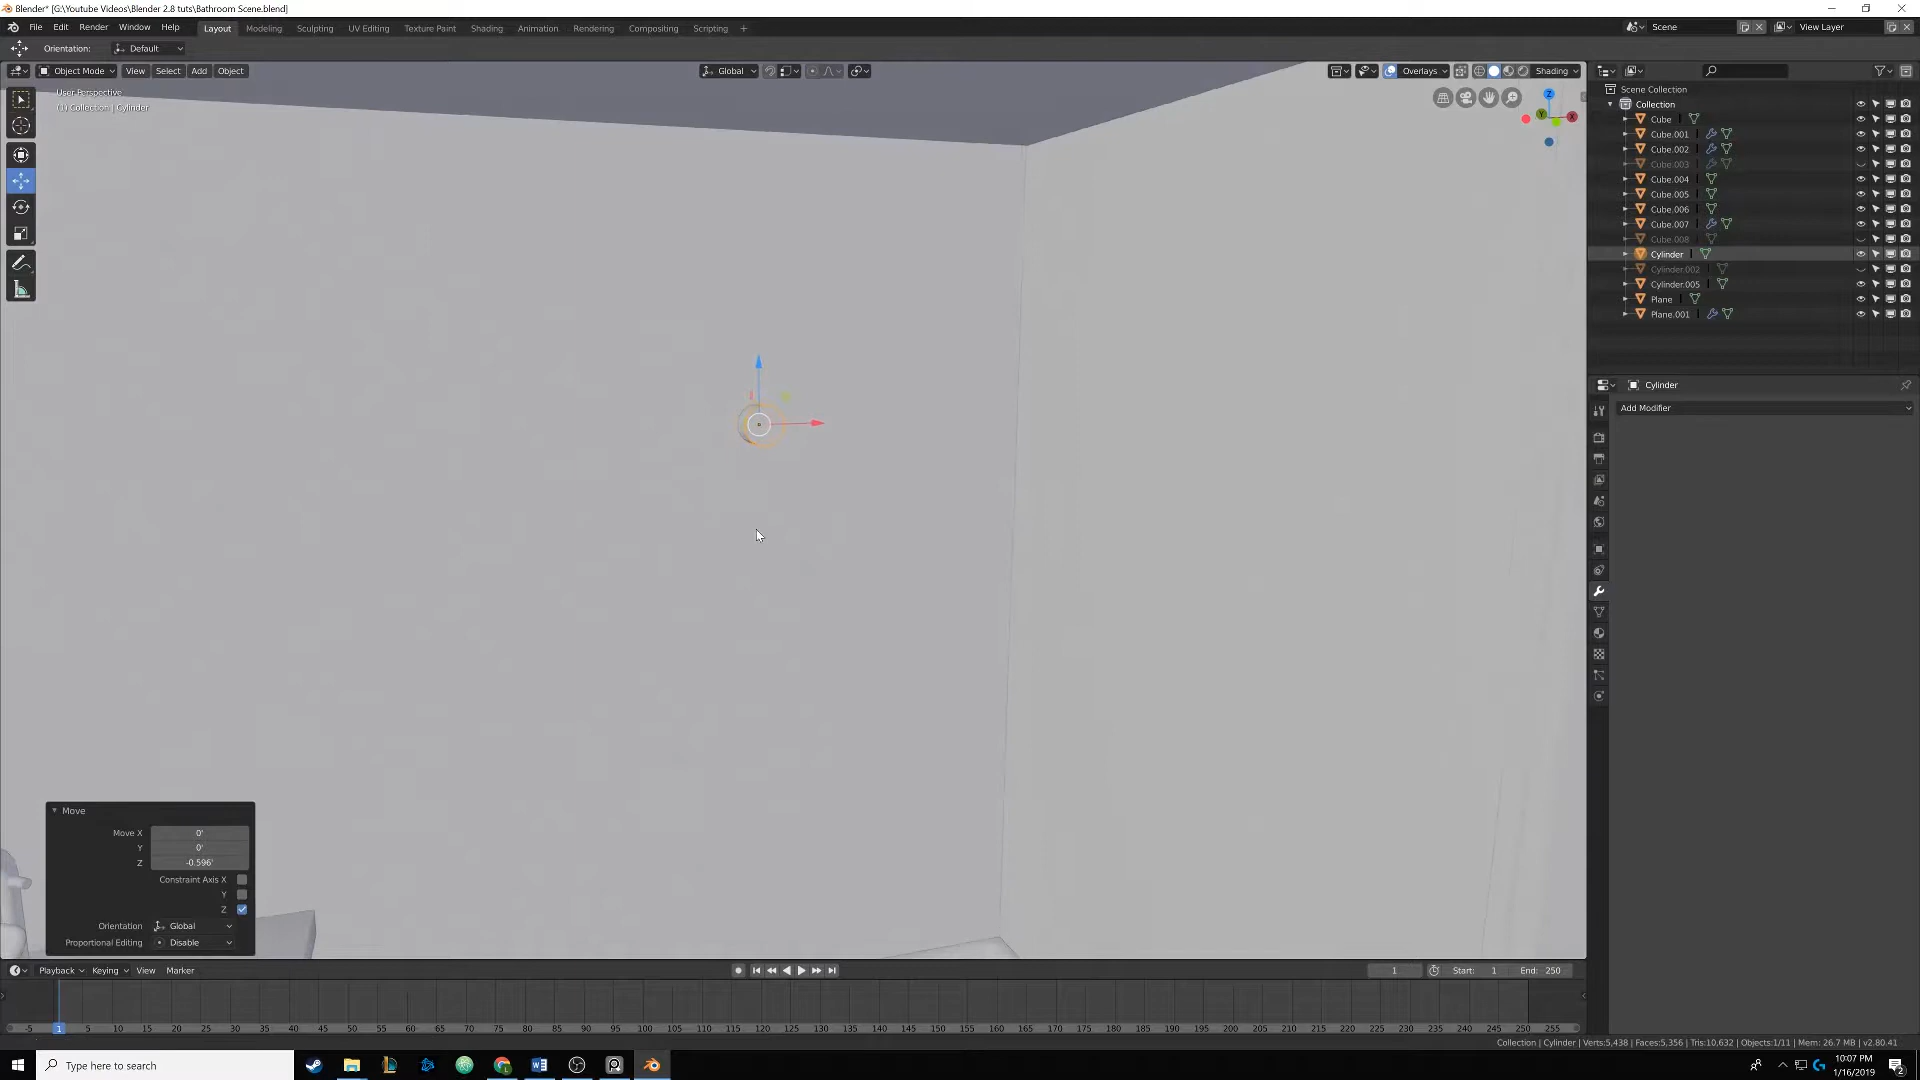 Blender* [G:\Youtube Videos\Blender 2.8 tuts\Bathroom Scene.blend]
File Edit Render Window Help Layout Modeling Sculpting UV Editing Texture Paint Shading Animation Rendering Compositing Scripting + Scene View Layer
Orientation: Default
Object Mode View Select Add Object Global Overlays Shading
User Perspective
(1) Collection | Cylinder
Z
Y
X
Scene Collection
Collection
Cube
Cube.001
Cube.002
Cube.003
Cube.004
Cube.005
Cube.006
Cube.007
Cube.008
Cylinder
Cylinder.002
Cylinder.005
Plane
Plane.001
Cylinder
Add Modifier
Move
Move X 0'
Y 0'
Z -0.596'
Constraint Axis X
Y
Z
Orientation Global
Proportional Editing Disable
Playback Keying View Marker 1 Start: 1 End: 250
-5 1 5 10 15 20 25 30 35 40 45 50 55 60 65 70 75 80 85 90 95 100 105 110 115 120 125 130 135 140 145 150 155 160 165 170 175 180 185 190 195 200 205 210 215 220 225 230 235 240 245 250 255
Collection | Cylinder | Verts:5,438 | Faces:5,356 | Tris:10,632 | Objects:1/11 | Mem: 26.7 MB | v2.80.41
Type here to search
10:07 PM
1/16/2019
2